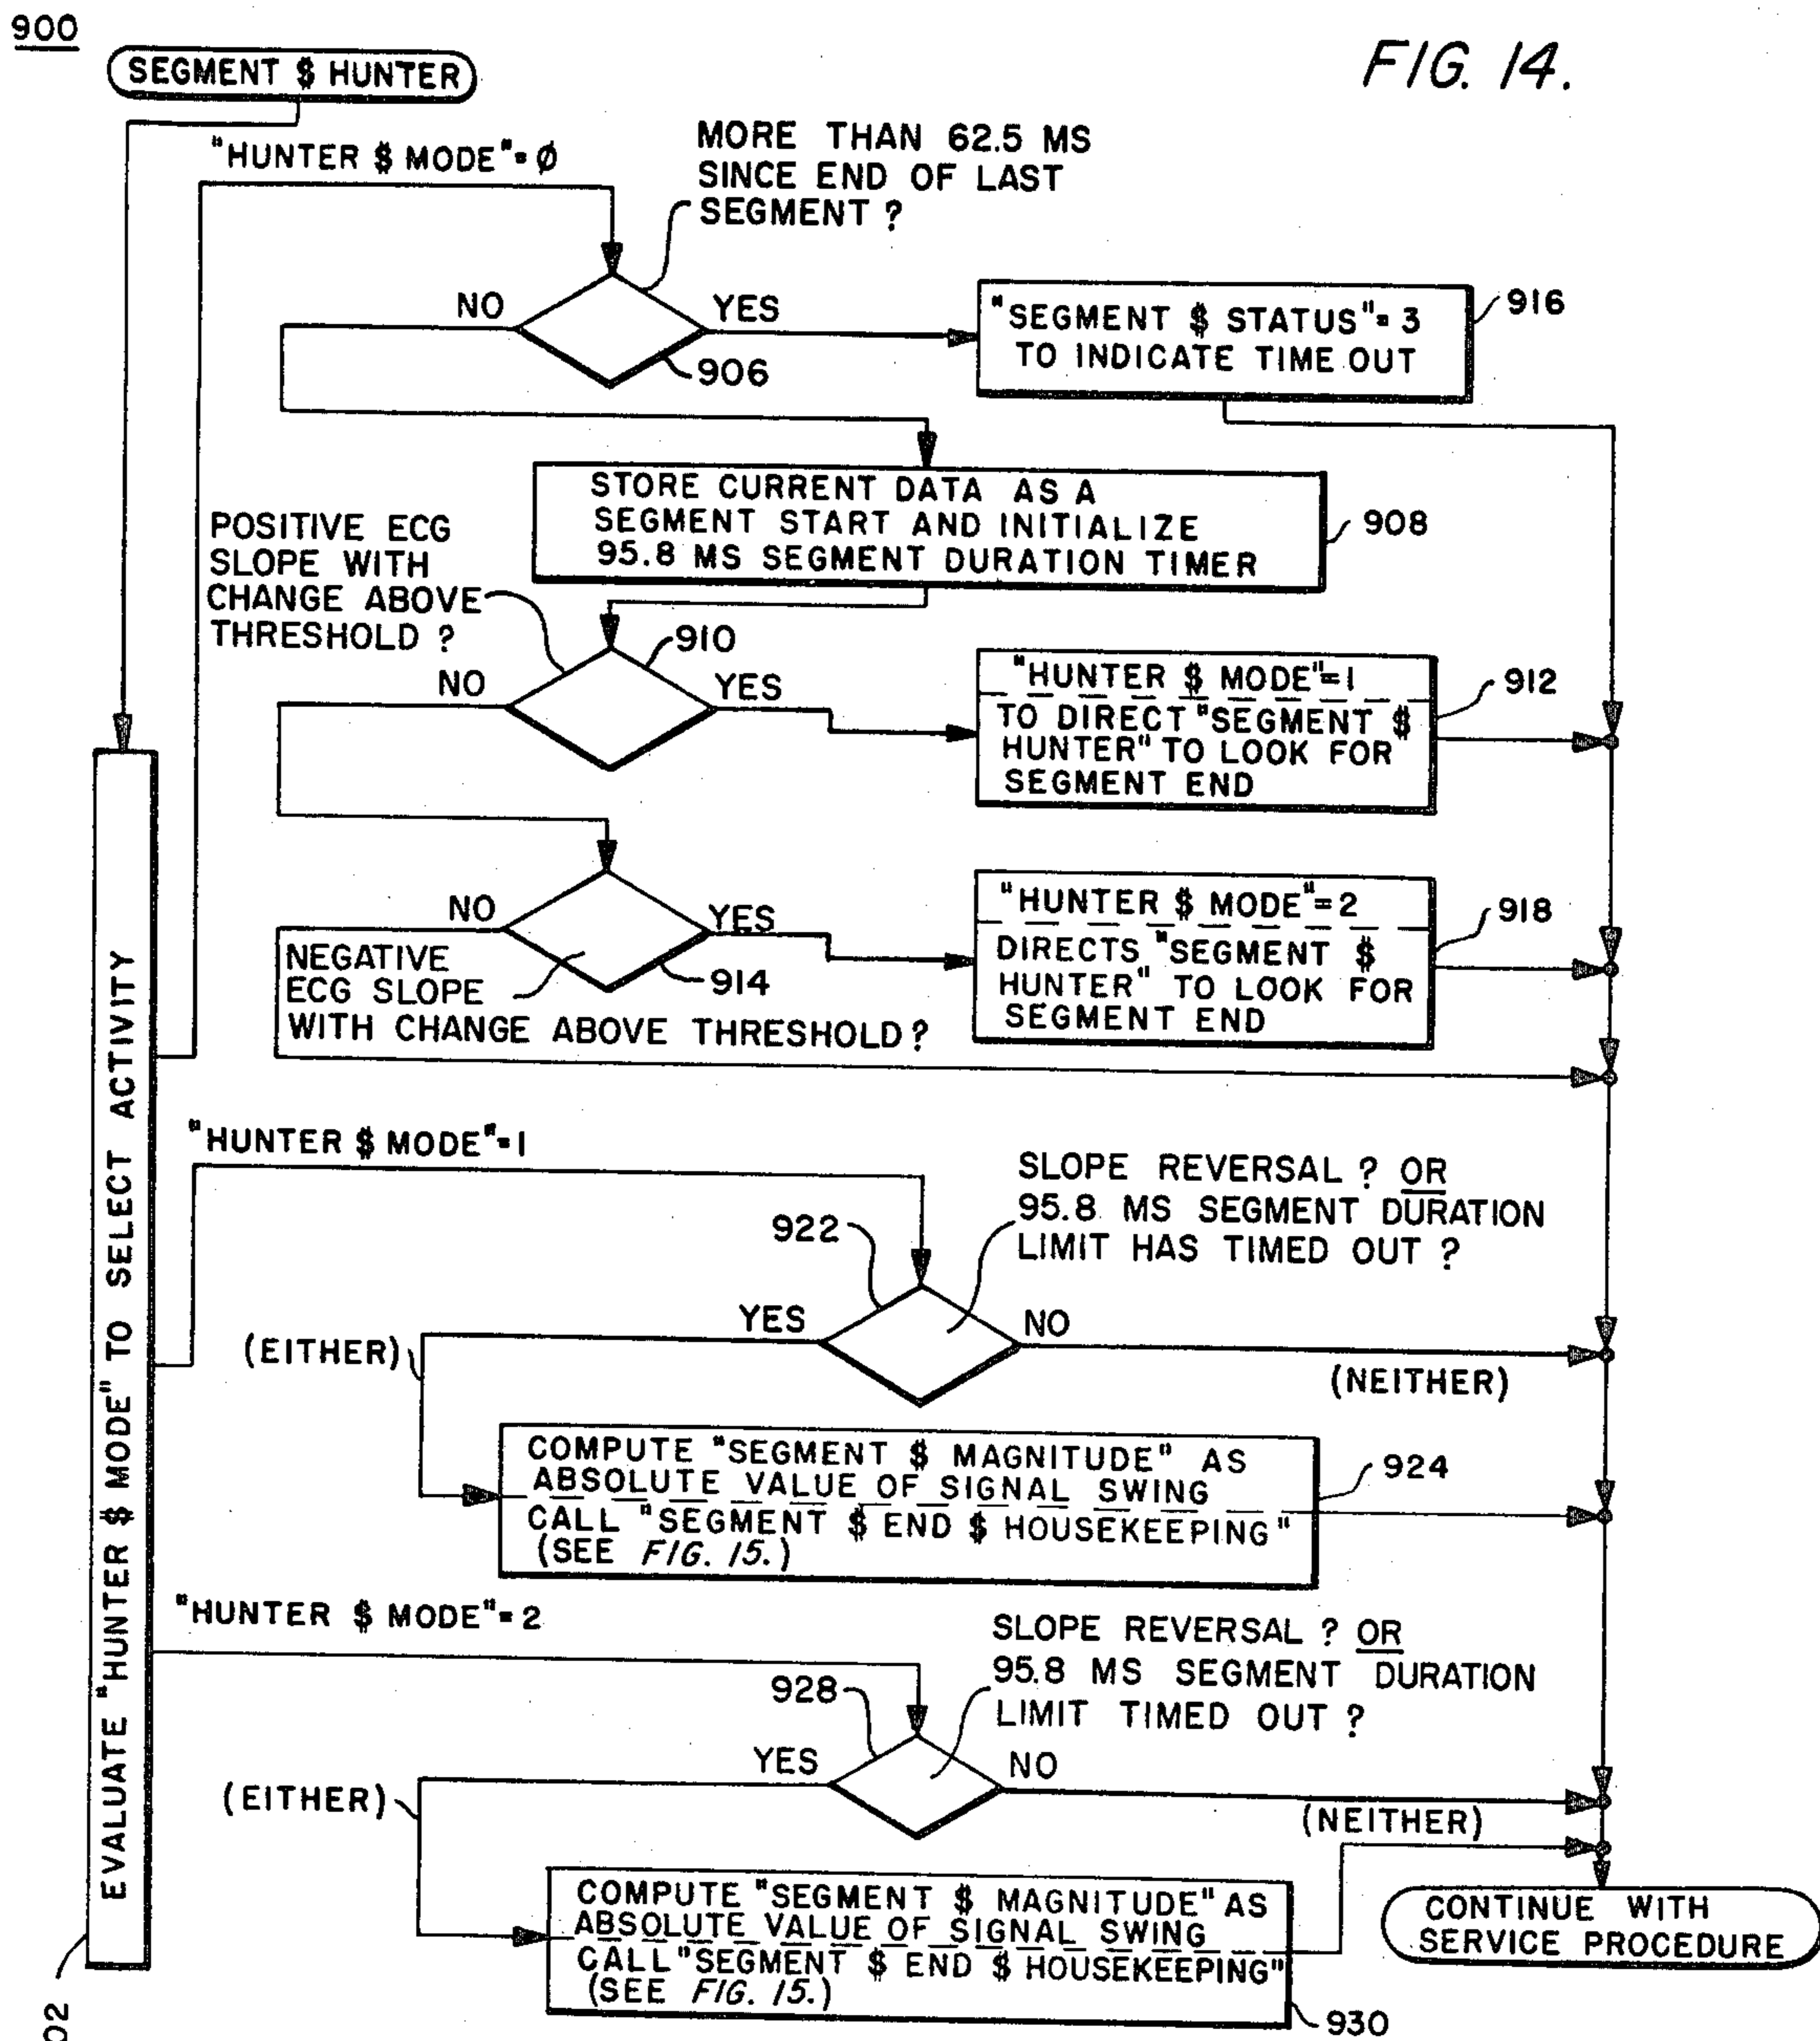 900
FIG. 14.
SEGMENT $ HUNTER
"HUNTER $ MODE"=ϕ
MORE THAN 62.5 MS
SINCE END OF LAST
SEGMENT ?
NO
YES
906
"SEGMENT $ STATUS"=3
TO INDICATE TIME OUT
916
STORE CURRENT DATA AS A
SEGMENT START AND INITIALIZE
95.8 MS SEGMENT DURATION TIMER
908
POSITIVE ECG
SLOPE WITH
CHANGE ABOVE
THRESHOLD ?
910
NO
YES
"HUNTER $ MODE"=1
TO DIRECT "SEGMENT $
HUNTER" TO LOOK FOR
SEGMENT END
912
NO
YES
914
NEGATIVE
ECG SLOPE
WITH CHANGE ABOVE THRESHOLD ?
"HUNTER $ MODE"=2
DIRECTS "SEGMENT $
HUNTER" TO LOOK FOR
SEGMENT END
918
EVALUATE "HUNTER $ MODE" TO SELECT ACTIVITY
"HUNTER $ MODE"=1
SLOPE REVERSAL ? OR
95.8 MS SEGMENT DURATION
LIMIT HAS TIMED OUT ?
922
YES
NO
(EITHER)
(NEITHER)
COMPUTE "SEGMENT $ MAGNITUDE" AS
ABSOLUTE VALUE OF SIGNAL SWING
CALL "SEGMENT $ END $ HOUSEKEEPING"
(SEE FIG. 15.)
924
"HUNTER $ MODE"=2
SLOPE REVERSAL ? OR
95.8 MS SEGMENT DURATION
LIMIT TIMED OUT ?
928
YES
NO
(EITHER)
(NEITHER)
COMPUTE "SEGMENT $ MAGNITUDE" AS
ABSOLUTE VALUE OF SIGNAL SWING
CALL "SEGMENT $ END $ HOUSEKEEPING"
(SEE FIG. 15.)
930
CONTINUE WITH
SERVICE PROCEDURE